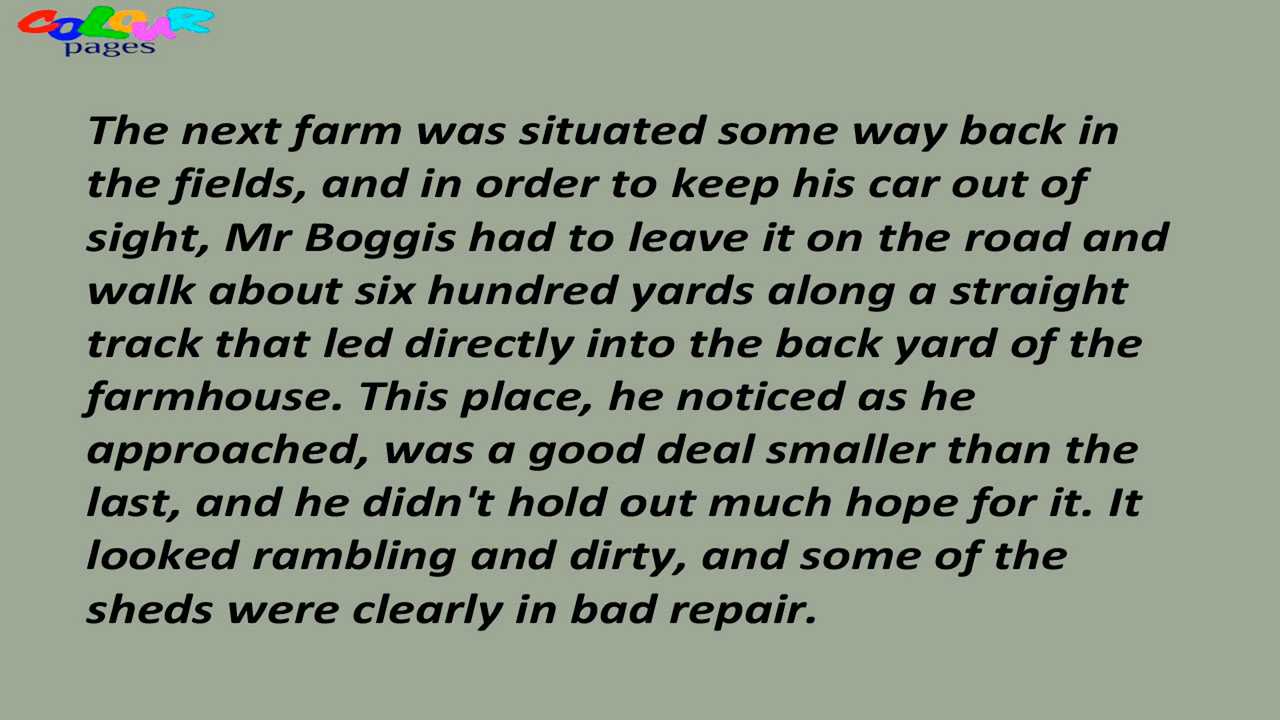 COLOUR
pages
The next farm was situated some way back in
the fields, and in order to keep his car out of
sight, Mr Boggis had to leave it on the road and
walk about six hundred yards along a straight
track that led directly into the back yard of the
farmhouse. This place, he noticed as he
approached, was a good deal smaller than the
last, and he didn't hold out much hope for it. It
looked rambling and dirty, and some of the
sheds were clearly in bad repair.